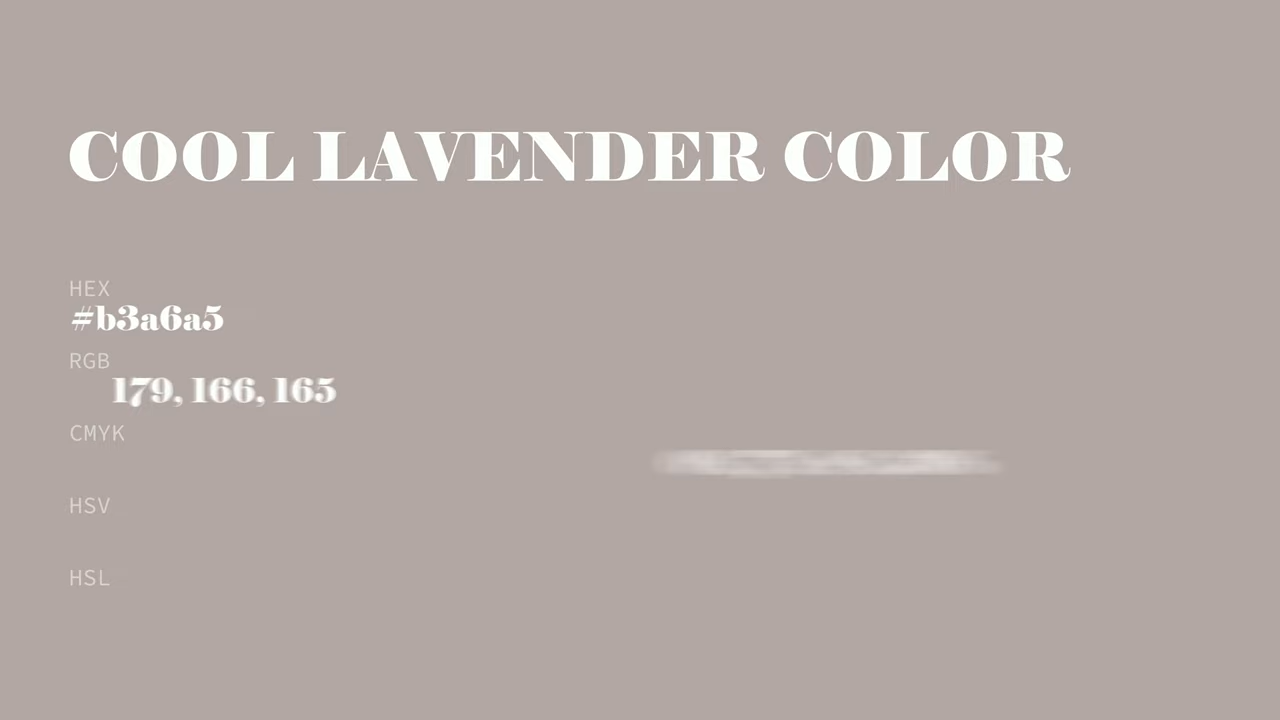 COOL LAVENDER COLOR
HEX
#b3a6a5
RGB
179, 166, 165
CMYK
HSV
HSL